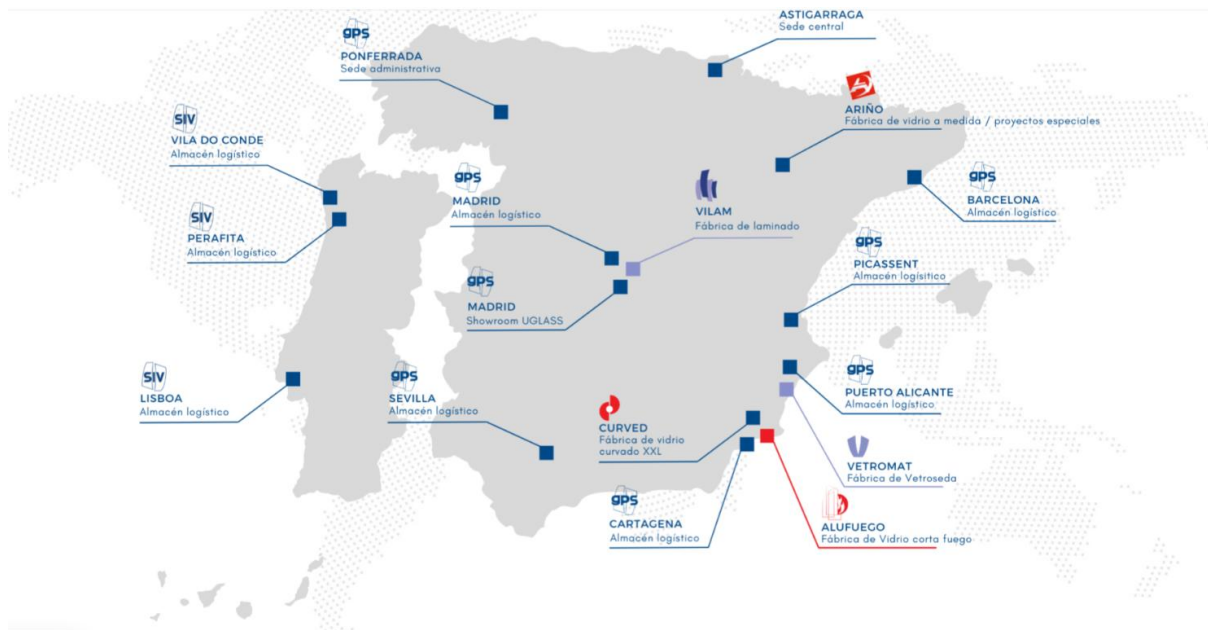 ASTIGARRAGA
Sede central
gps
PONFERRADA
Sede administrativa
ARIÑO
Fábrica de vidrio a medida / proyectos especiales
SIV
VILA DO CONDE
Almacén logístico
gps
MADRID
Almacén logístico
VILAM
Fábrica de laminado
gps
BARCELONA
Almacén logístico
SIV
PERAFITA
Almacén logístico
gps
PICASSENT
Almacén logísitico
gps
MADRID
Showroom UGLASS
SIV
LISBOA
Almacén logístico
gps
SEVILLA
Almacén logístico
gps
PUERTO ALICANTE
Almacén logístico
CURVED
Fábrica de vidrio
curvado XXL
VETROMAT
Fábrica de Vetroseda
gps
CARTAGENA
Almacén logístico
ALUFUEGO
Fábrica de Vidrio corta fuego